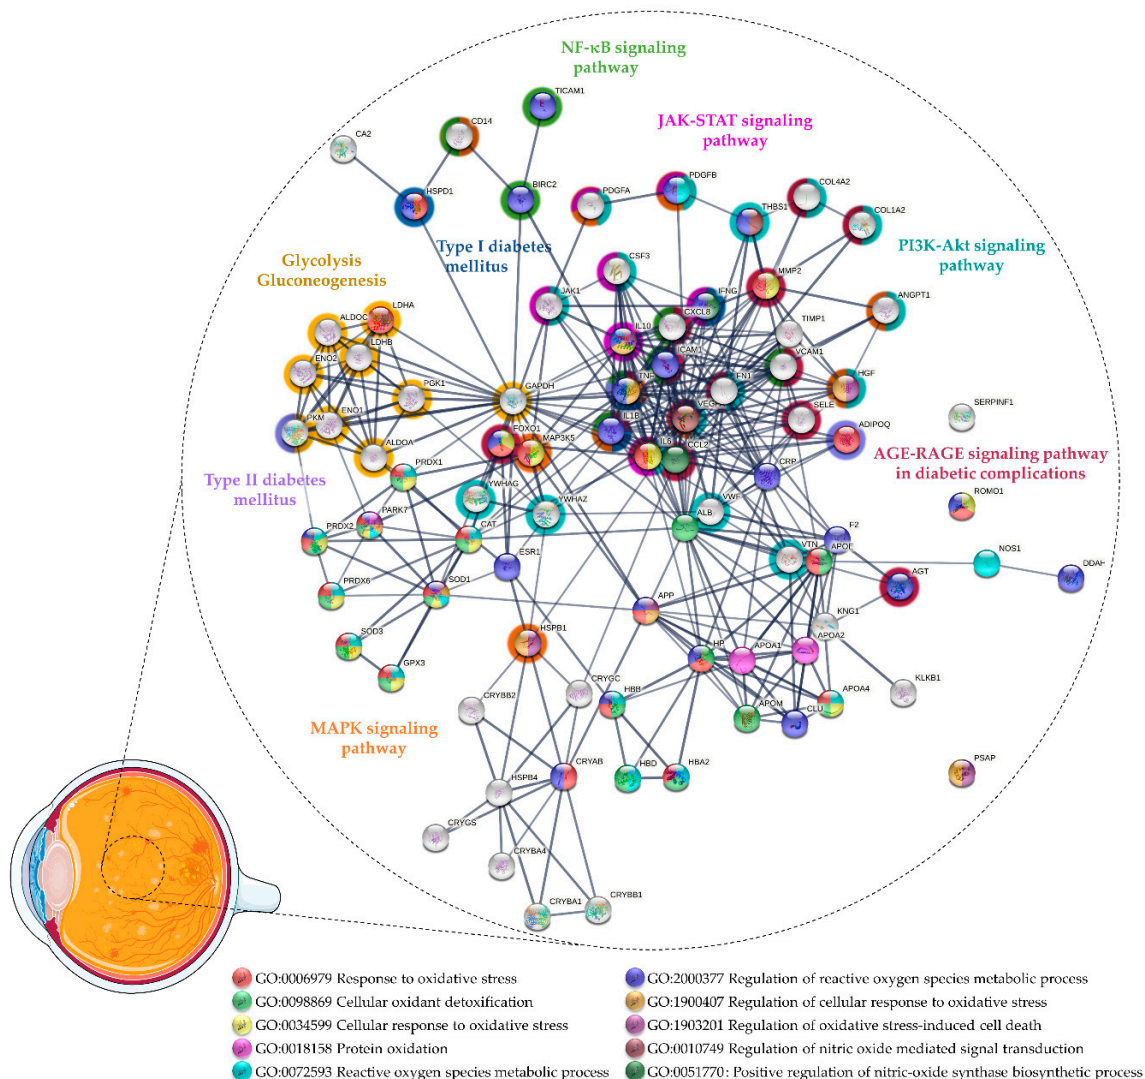 NF-κB signaling
pathway
TICAM1
CD14
JAK-STAT signaling
pathway
CA2
HSPD1
BIRC2
PDGFA
PDGFB
THBS1
COL4A2
COL1A2
Type I diabetes
mellitus
PI3K-Akt signaling
pathway
Glycolysis
Gluconeogenesis
CSF3
JAK1
IFNG
MMP2
ANGPT1
LDHA
ALDOC
LDHB
IL10
CXCL8
TIMP1
ICAM1
VCAM1
ENO2
PGK1
GAPDH
TNF
FN1
HGF
PKM
ENO1
IL1B
VEGF
SELE
SERPINF1
ALDOA
FOXO1
MAP3K5
IL6
CCL2
ADIPOQ
Type II diabetes
mellitus
PRDX1
YWHAG
YWHAZ
CRP
VWF
AGE-RAGE signaling pathway
in diabetic complications
ROMO1
PRDX2
PARK7
CAT
ALB
F2
ESR1
VTN
APOE
NOS1
DDAH
PRDX6
SOD1
AGT
APP
KNG1
SOD3
GPX3
HSPB1
HP
APOA1
APOA2
CRYBB2
CRYGC
HBB
APOM
CLU
APOA4
KLKB1
MAPK signaling
pathway
HSPB4
CRYAB
HBD
HBA2
PSAP
CRYGS
CRYBA4
CRYBA1
CRYBB1
GO:0006979 Response to oxidative stress
GO:0098869 Cellular oxidant detoxification
GO:0034599 Cellular response to oxidative stress
GO:0018158 Protein oxidation
GO:0072593 Reactive oxygen species metabolic process
GO:2000377 Regulation of reactive oxygen species metabolic process
GO:1900407 Regulation of cellular response to oxidative stress
GO:1903201 Regulation of oxidative stress-induced cell death
GO:0010749 Regulation of nitric oxide mediated signal transduction
GO:0051770: Positive regulation of nitric-oxide synthase biosynthetic process